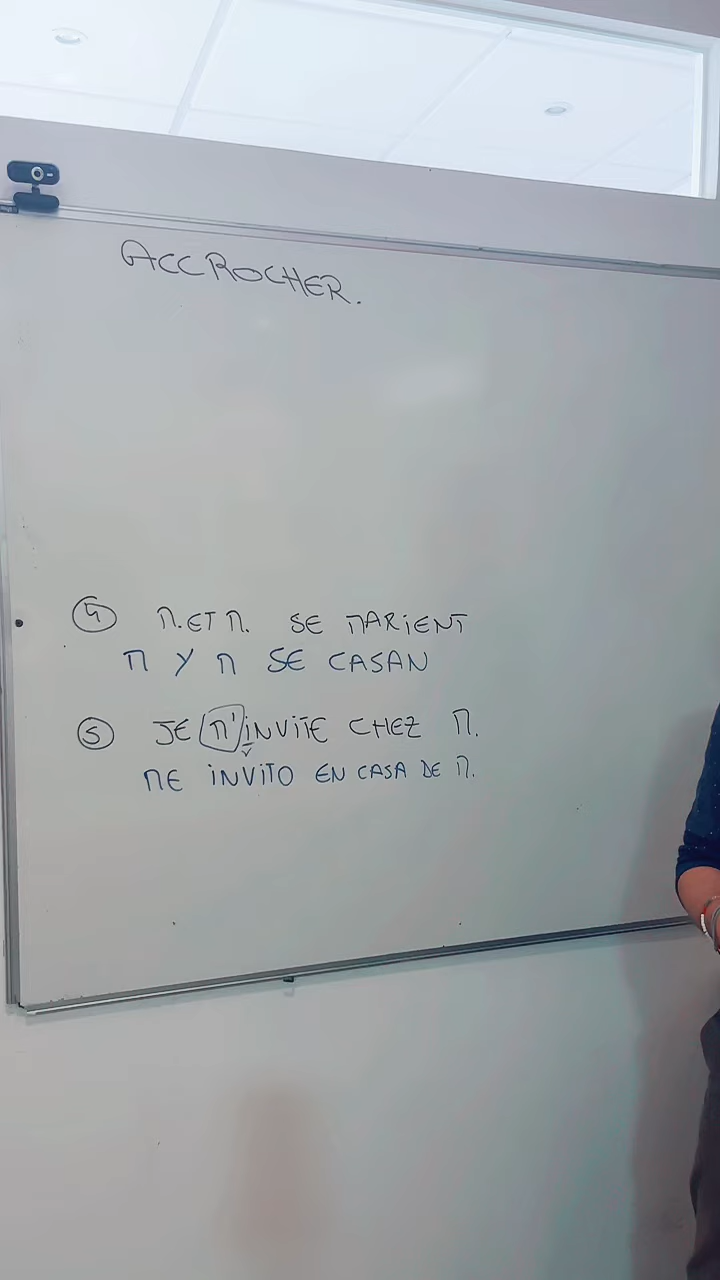 ACCROCHER.
④ M. ET M. SE MARIENT
M Y M SE CASAN
⑤ JE M'INVITE CHEZ M.
ME INVITO EN CASA DE M.